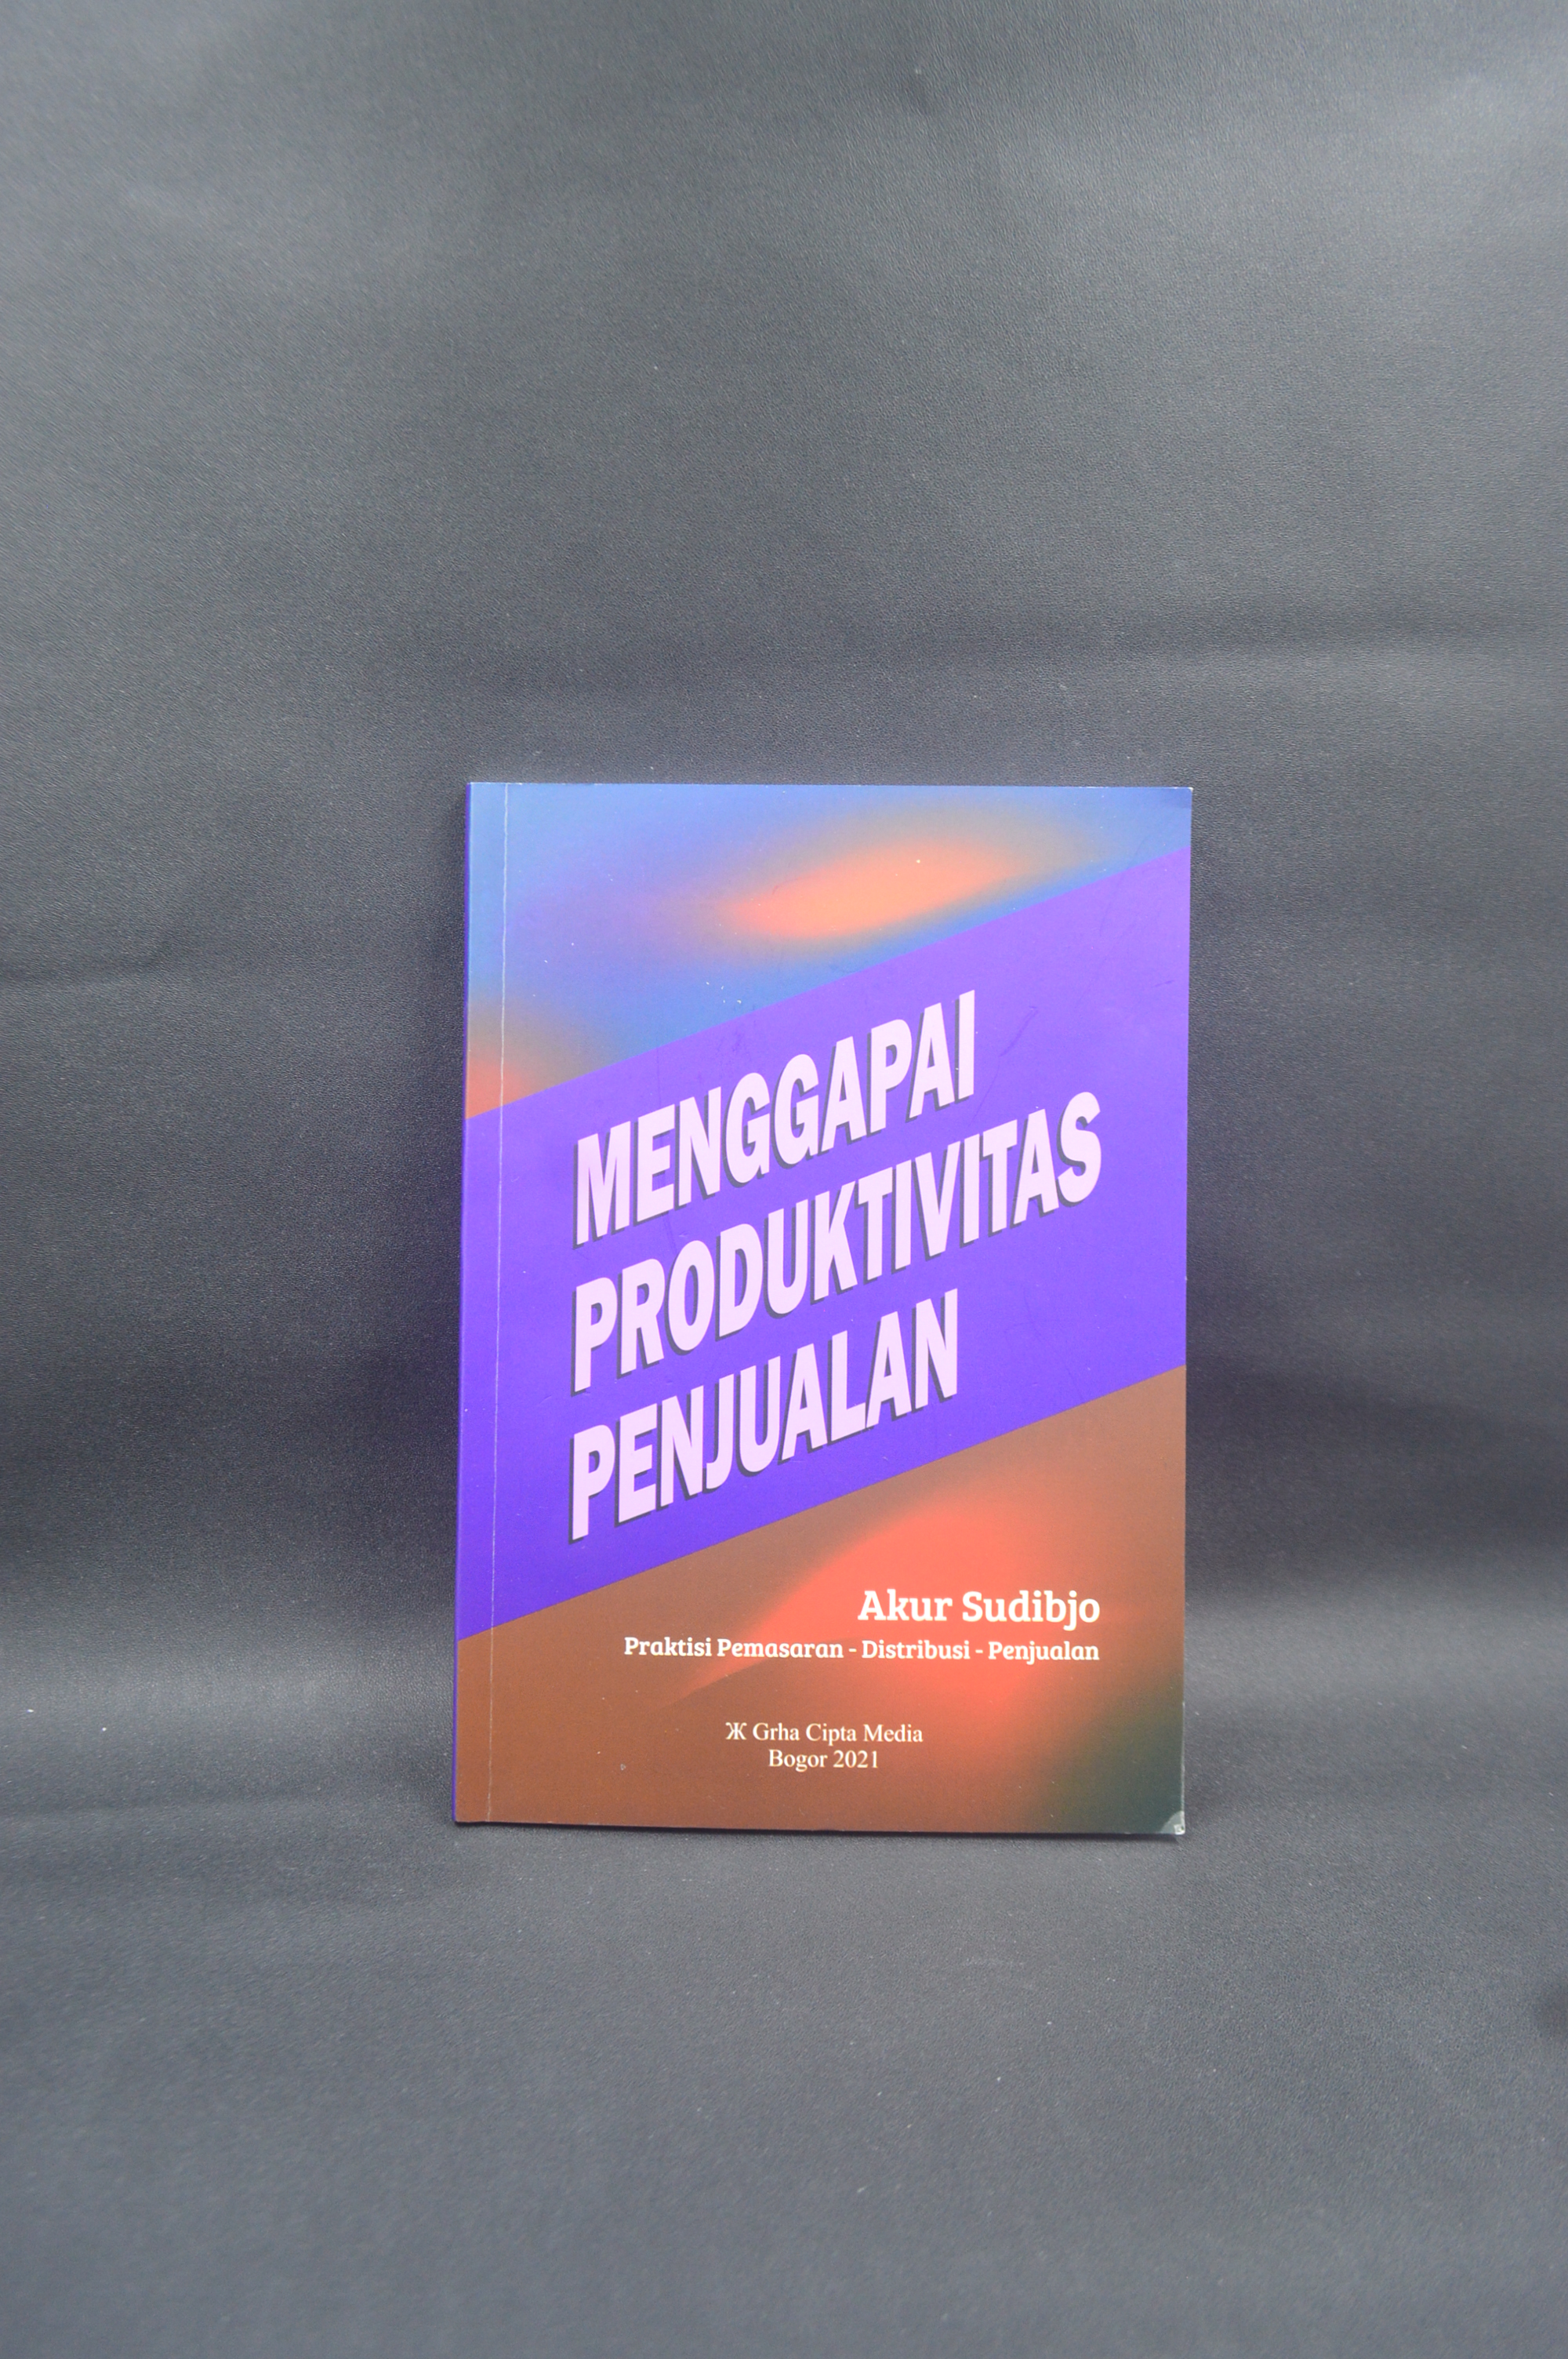 MENGGAPAI
PRODUKTIVITAS
PENJUALAN
Akur Sudibjo
Praktisi Pemasaran - Distribusi - Penjualan
Ж Grha Cipta Media
Bogor 2021